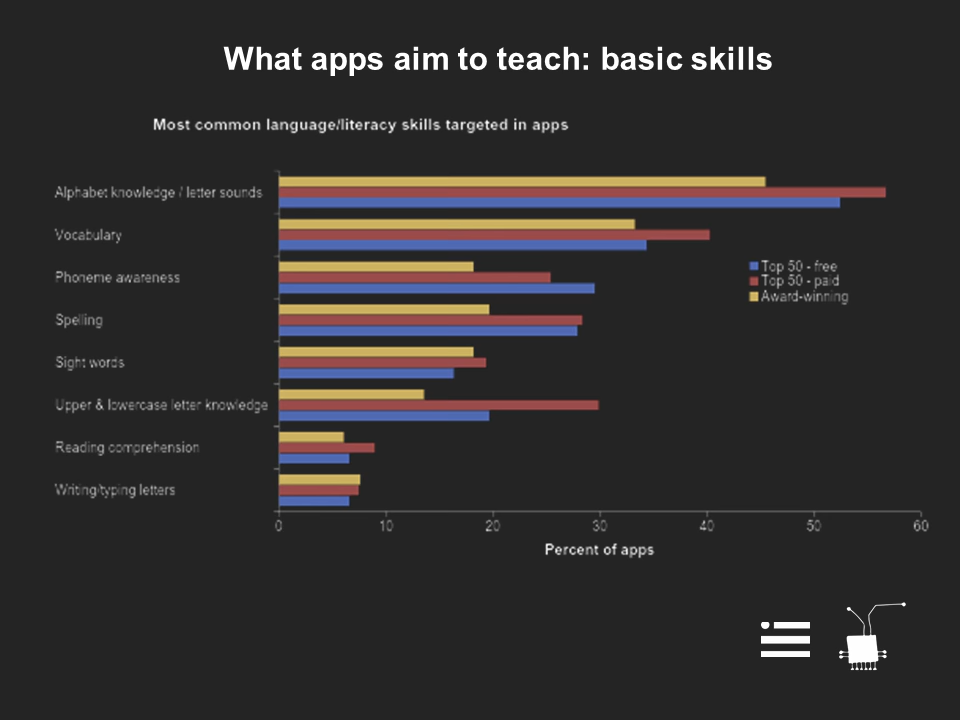 What apps aim to teach: basic skills
Most common language/literacy skills targeted in apps
Alphabet knowledge / letter sounds
Vocabulary
Phoneme awareness
Spelling
Sight words
Upper & lowercase letter knowledge
Reading comprehension
Writing/typing letters
Top 50 - free
Top 50 - paid
Award-winning
0 10 20 30 40 50 60
Percent of apps